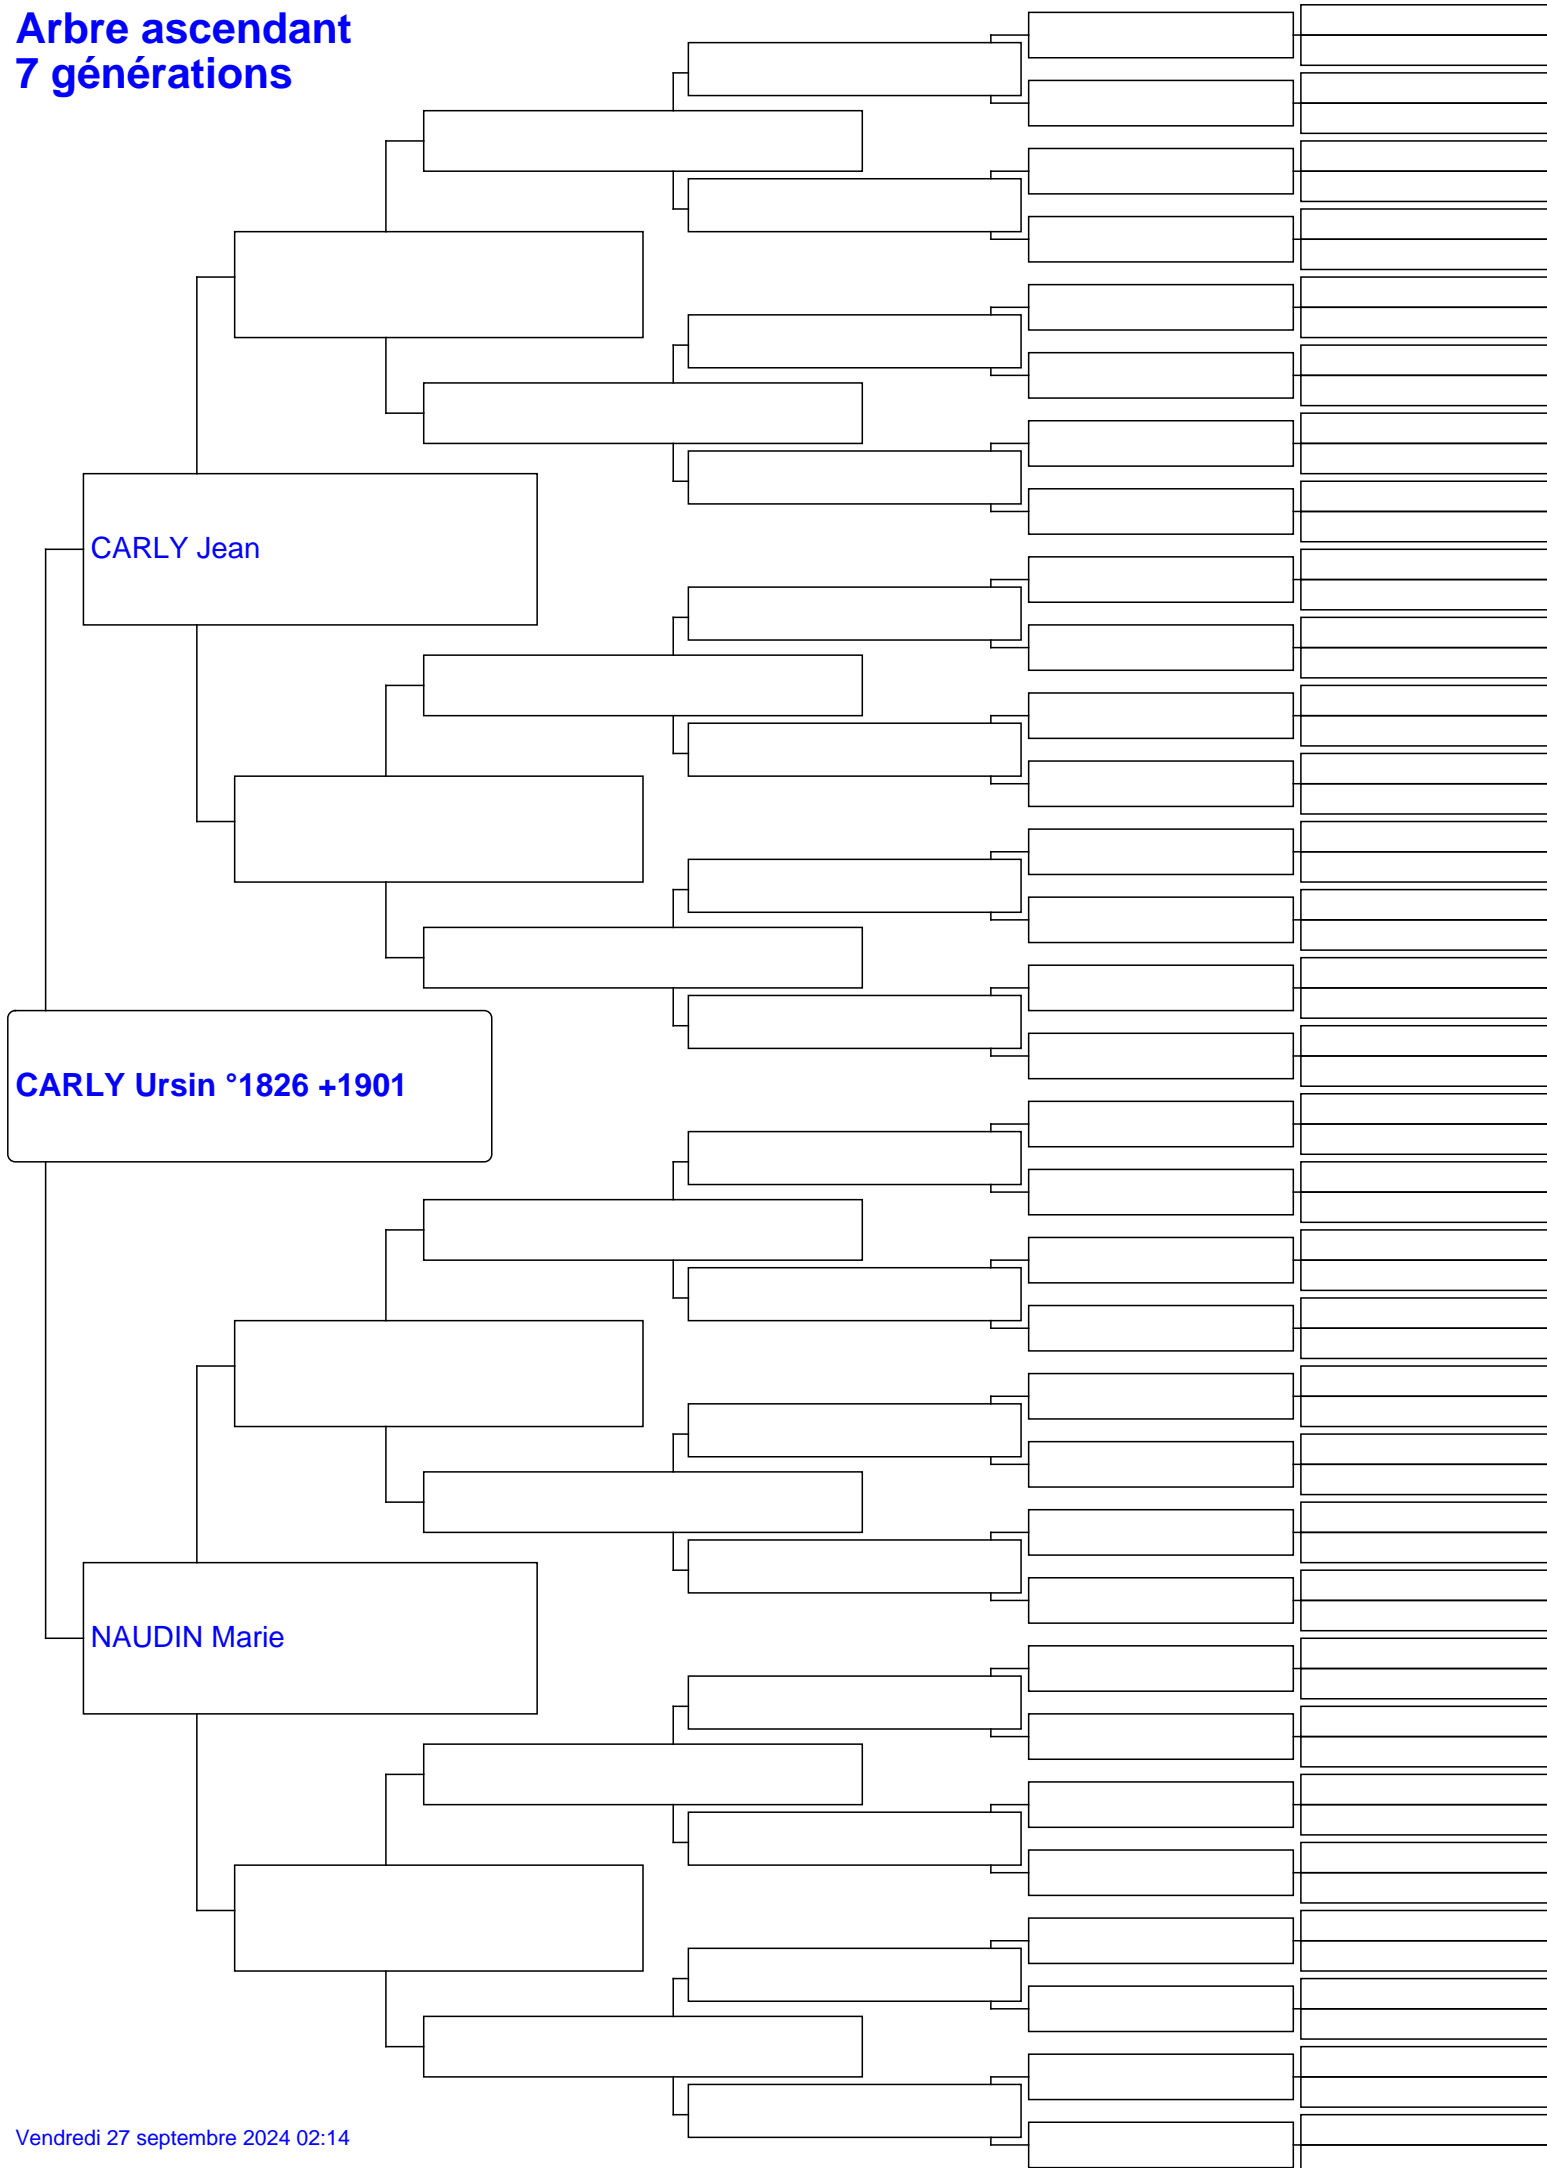 Arbre ascendant
7 générations
CARLY Jean
CARLY Ursin °1826 +1901
NAUDIN Marie
Vendredi 27 septembre 2024 02:14